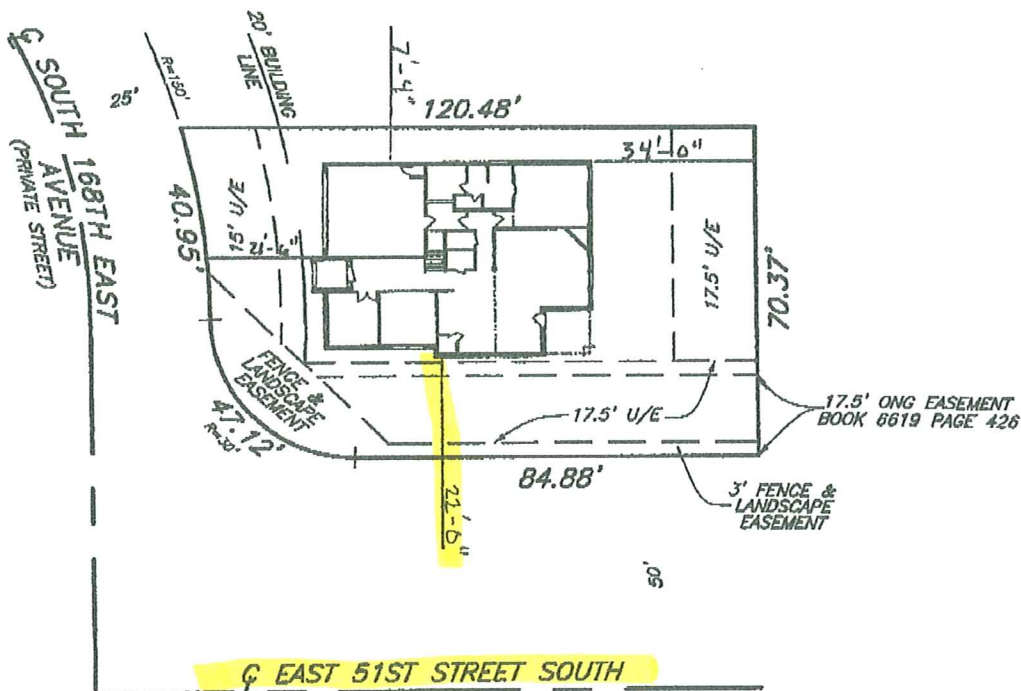 ℄ SOUTH 168TH EAST
AVENUE
(PRIVATE STREET)
25'
R=150'
20' BUILDING
LINE
7'-4"
120.48'
34'-0"
40.95'
15' U/E
21'-6"
17.5' U/E
70.37'
FENCE &
LANDSCAPE
EASEMENT
47.12'
R=30'
17.5' U/E
17.5' ONG EASEMENT
BOOK 6619 PAGE 426
84.88'
3' FENCE &
LANDSCAPE
EASEMENT
22'-6"
50'
℄ EAST 51ST STREET SOUTH